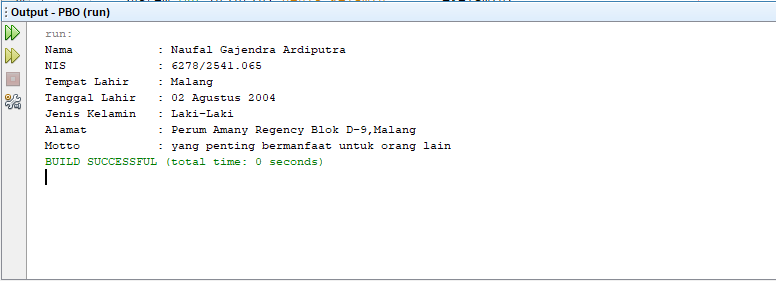 Output - PBO (run)
run:
Nama : Naufal Gajendra Ardiputra
NIS : 6278/2541.065
Tempat Lahir : Malang
Tanggal Lahir : 02 Agustus 2004
Jenis Kelamin : Laki-Laki
Alamat : Perum Amany Regency Blok D-9,Malang
Motto : yang penting bermanfaat untuk orang lain
BUILD SUCCESSFUL (total time: 0 seconds)